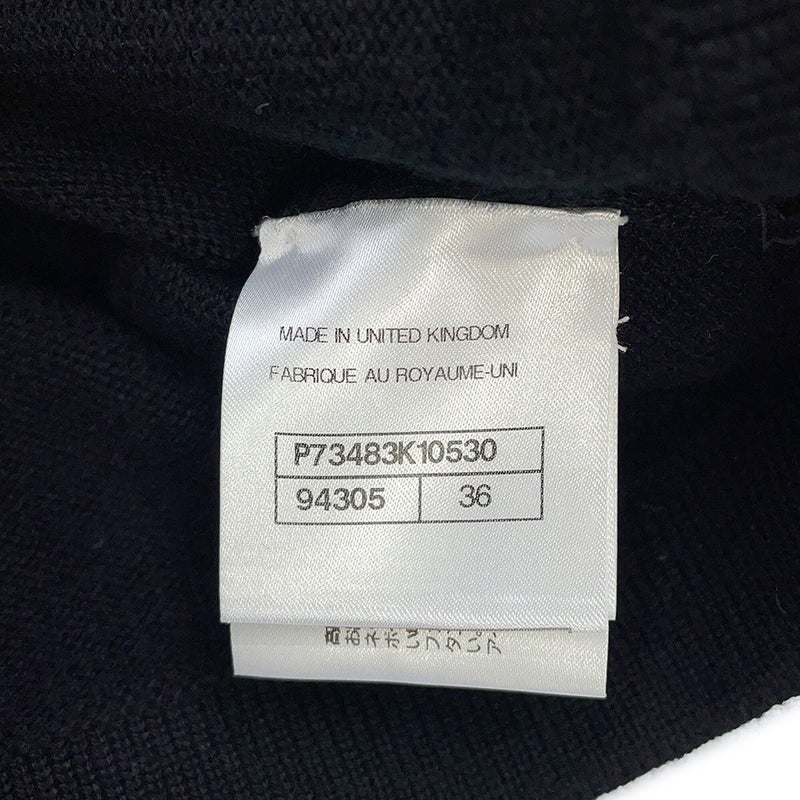 MADE IN UNITED KINGDOM
FABRIQUE AU ROYAUME-UNI
P73483K10530
94305 36